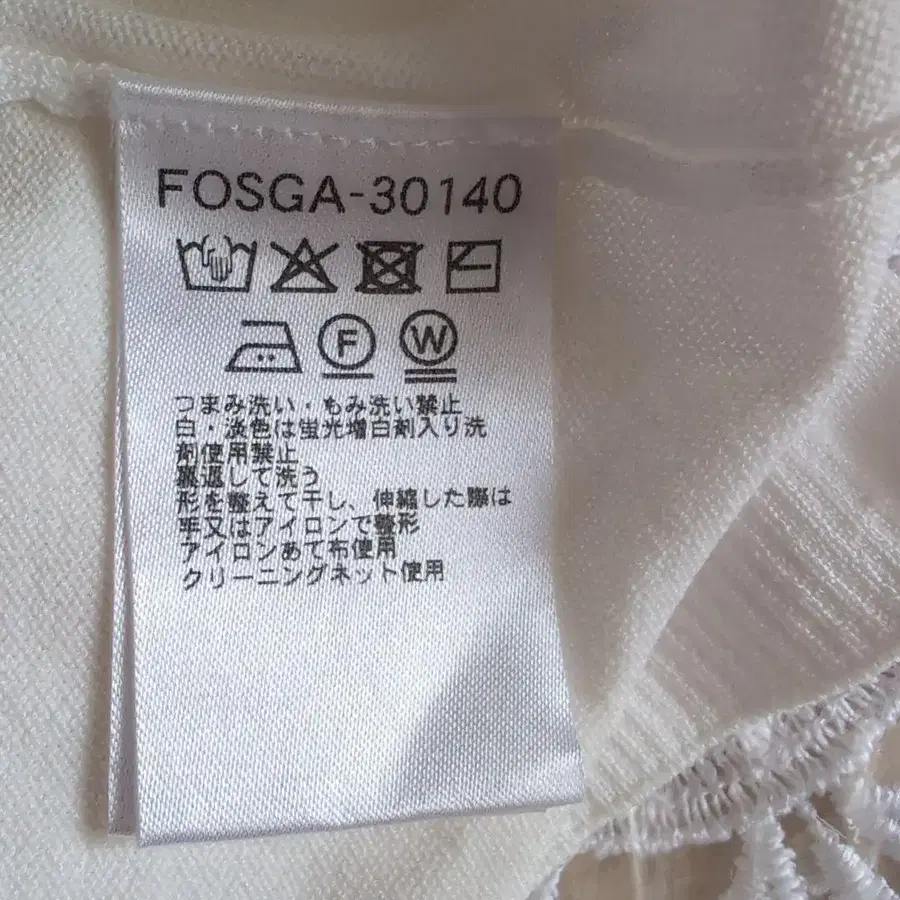 FOSGA-30140
F W
つまみ洗い・もみ洗い禁止
白・淡色は蛍光増白剤入り洗
剤使用禁止
裏返して洗う
形を整えて干し、伸縮した際は
手又はアイロンで整形
アイロンあて布使用
クリーニングネット使用